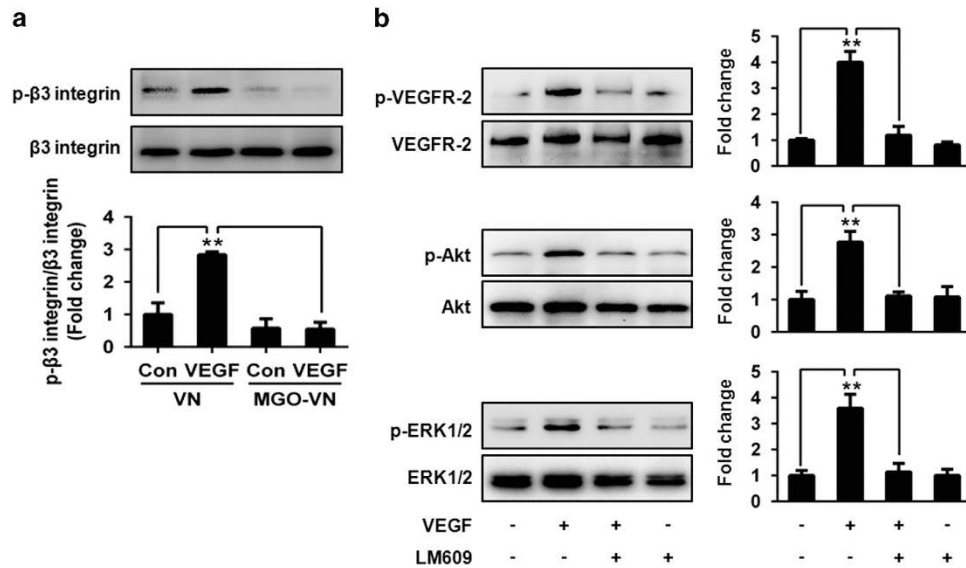 a
p-β3 integrin
β3 integrin
p-β3 integrin/β3 integrin
(Fold change)
4
3
2
1
0
**
Con VEGF Con VEGF
VN MGO-VN
b
p-VEGFR-2
VEGFR-2
Fold change
5
4
3
2
1
0
**
p-Akt
Akt
Fold change
4
3
2
1
0
**
p-ERK1/2
ERK1/2
Fold change
5
4
3
2
1
0
**
VEGF - + + - - + + -
LM609 - - + + - - + +